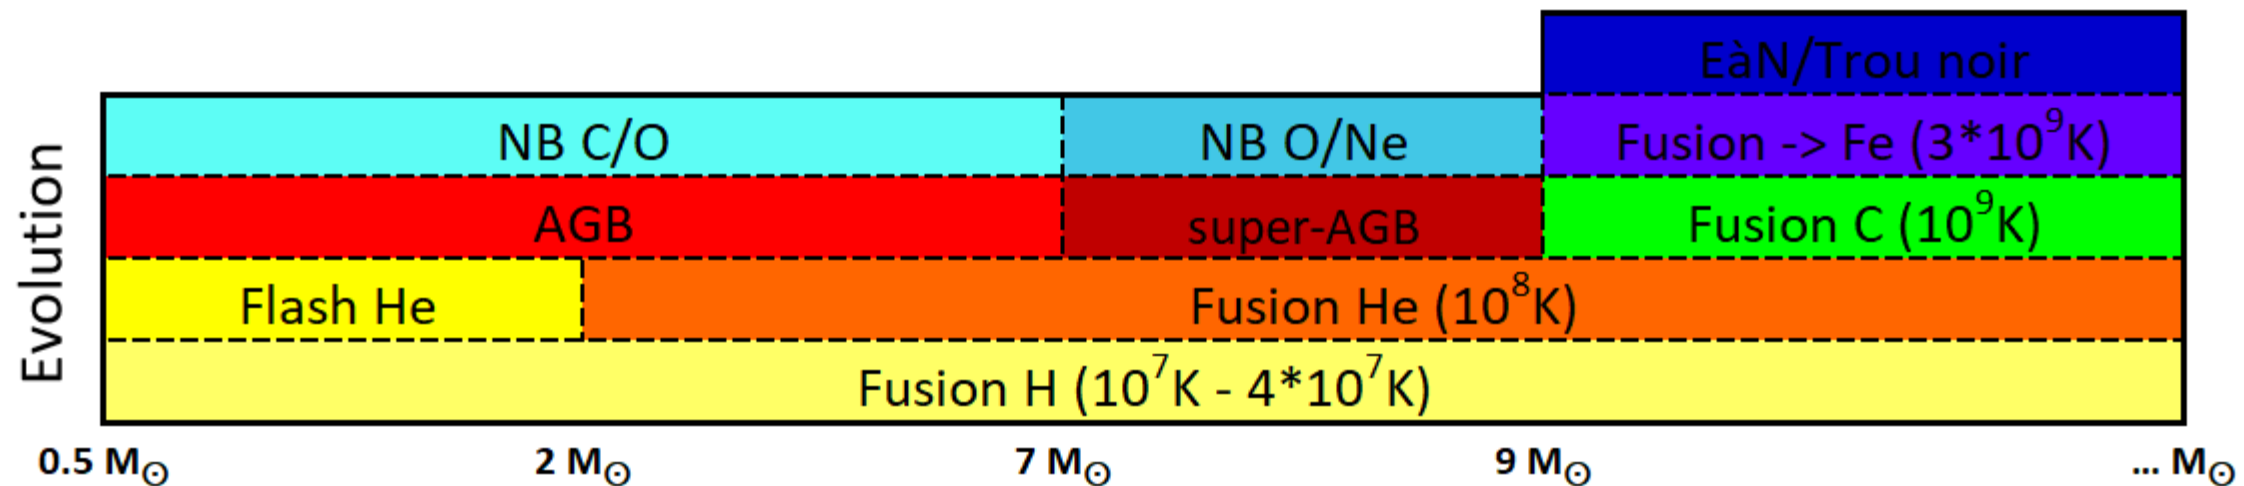 EàN/Trou noir
NB C/O NB O/Ne Fusion -> Fe (3*10⁹K)
AGB super-AGB Fusion C (10⁹K)
Flash He Fusion He (10⁸K)
Fusion H (10⁷K - 4*10⁷K)
Evolution
0.5 M☉ 2 M☉ 7 M☉ 9 M☉ ... M☉